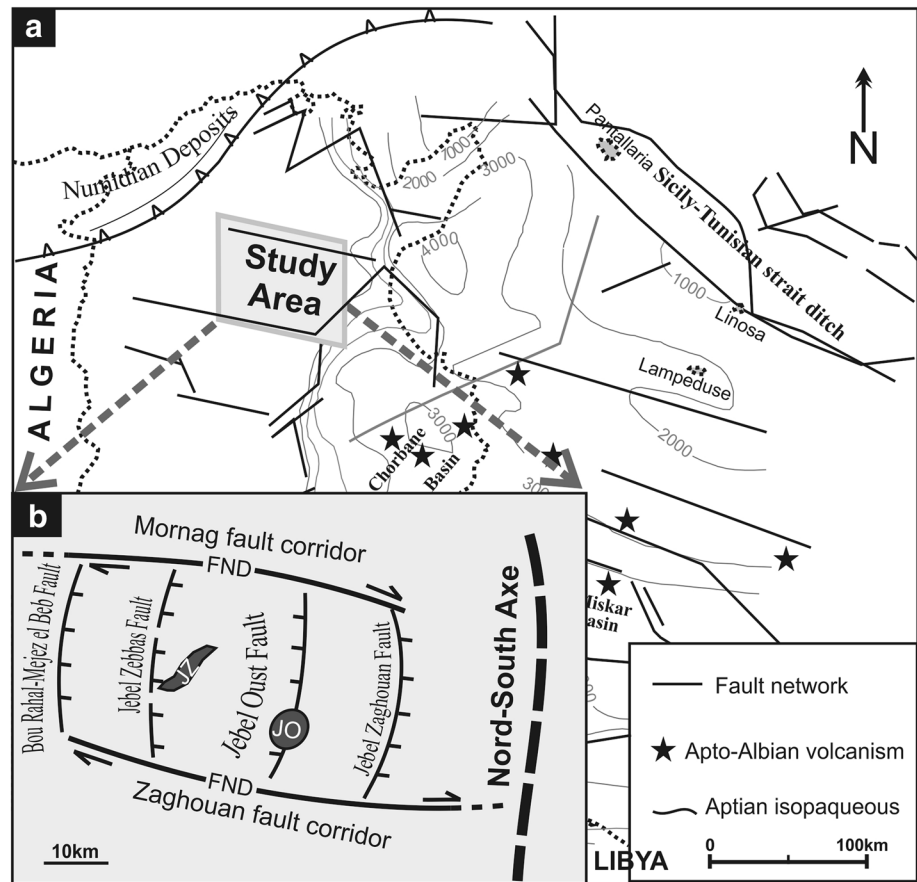 a
N
Numidian Deposits
Pantallaria
Sicily-Tunisian strait ditch
7000
2000
3000
4000
1000
Linosa
Lampeduse
2000
3000
ALGERIA
Study
Area
Chorbane
Basin
b
Mornag fault corridor
FND
Bou Rahal-Mejez el Beb Fault
Jebel Zebbas Fault
JZ
Jebel Oust Fault
JO
Jebel Zaghouan Fault
Nord-South Axe
FND
Zaghouan fault corridor
10km
Fault network
Apto-Albian volcanism
Aptian isopaqueous
0
100km
LIBYA